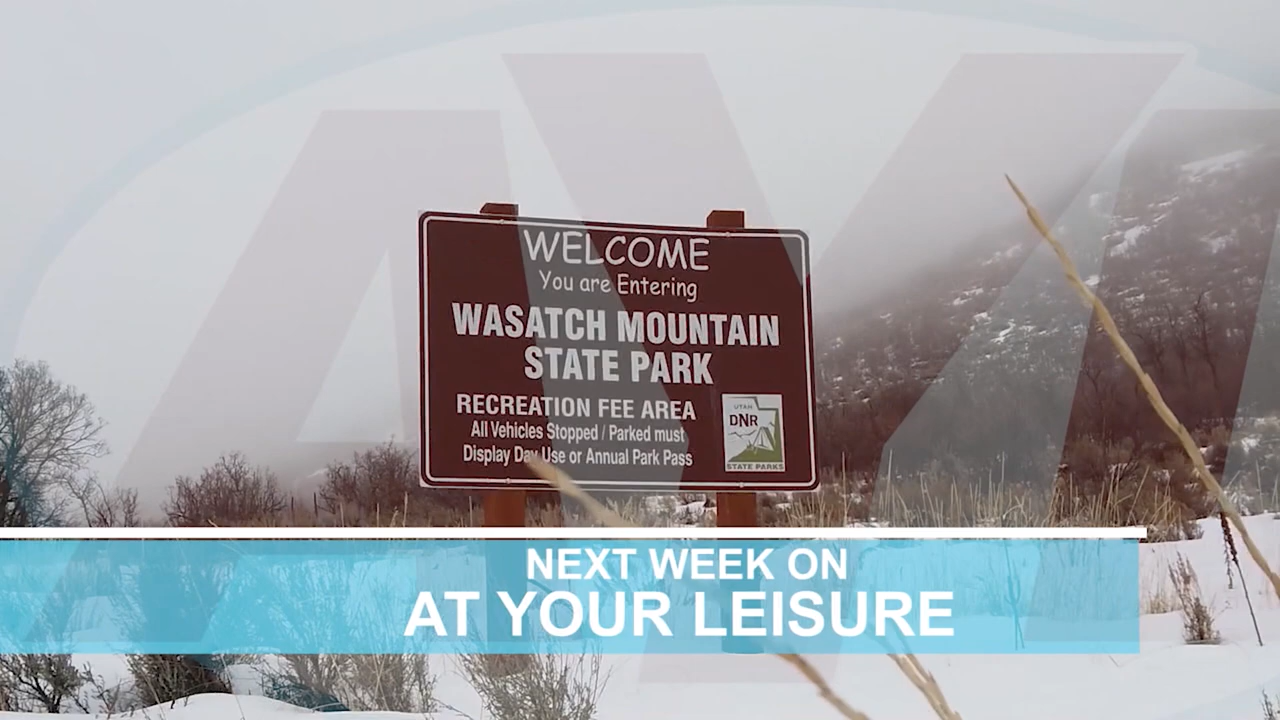 WELCOME
You are Entering
WASATCH MOUNTAIN
STATE PARK
RECREATION FEE AREA
All Vehicles Stopped / Parked must
Display Day Use or Annual Park Pass
UTAH
DNR
STATE PARKS
NEXT WEEK ON
AT YOUR LEISURE